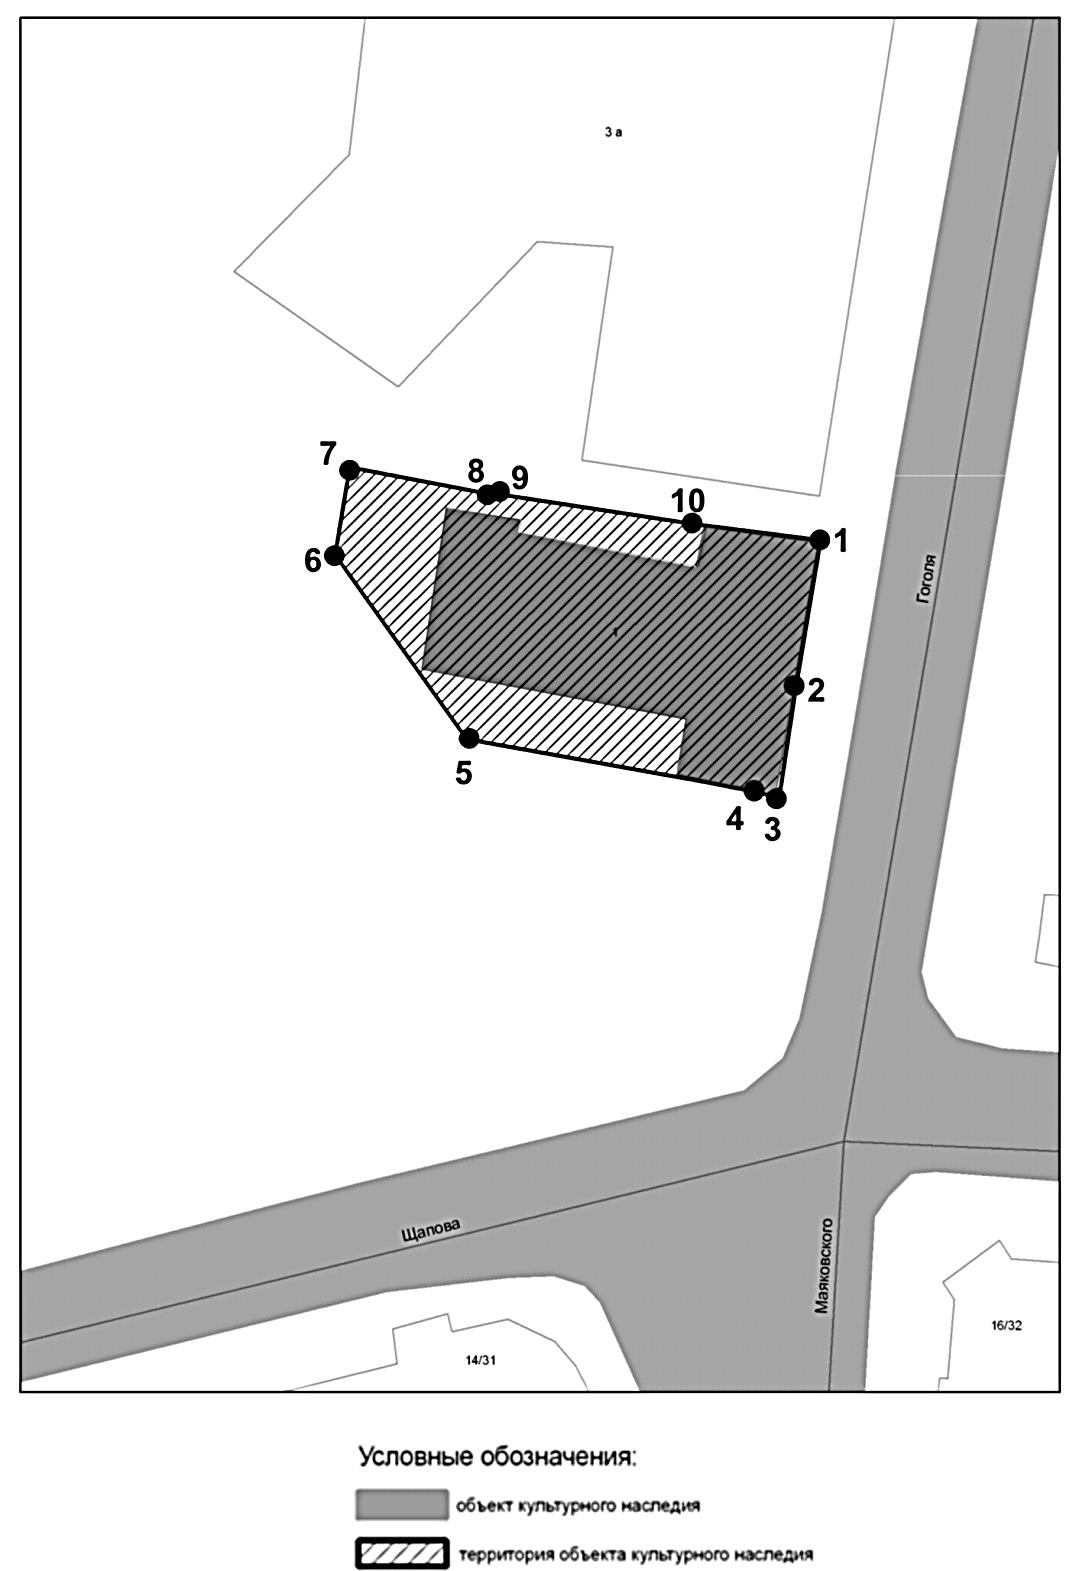 3 а
7
8
9
10
1
6
Гоголя
1
2
5
4
3
Щапова
Маяковского
16/32
14/31
Условные обозначения:
объект культурного наследия
территория объекта культурного наследия